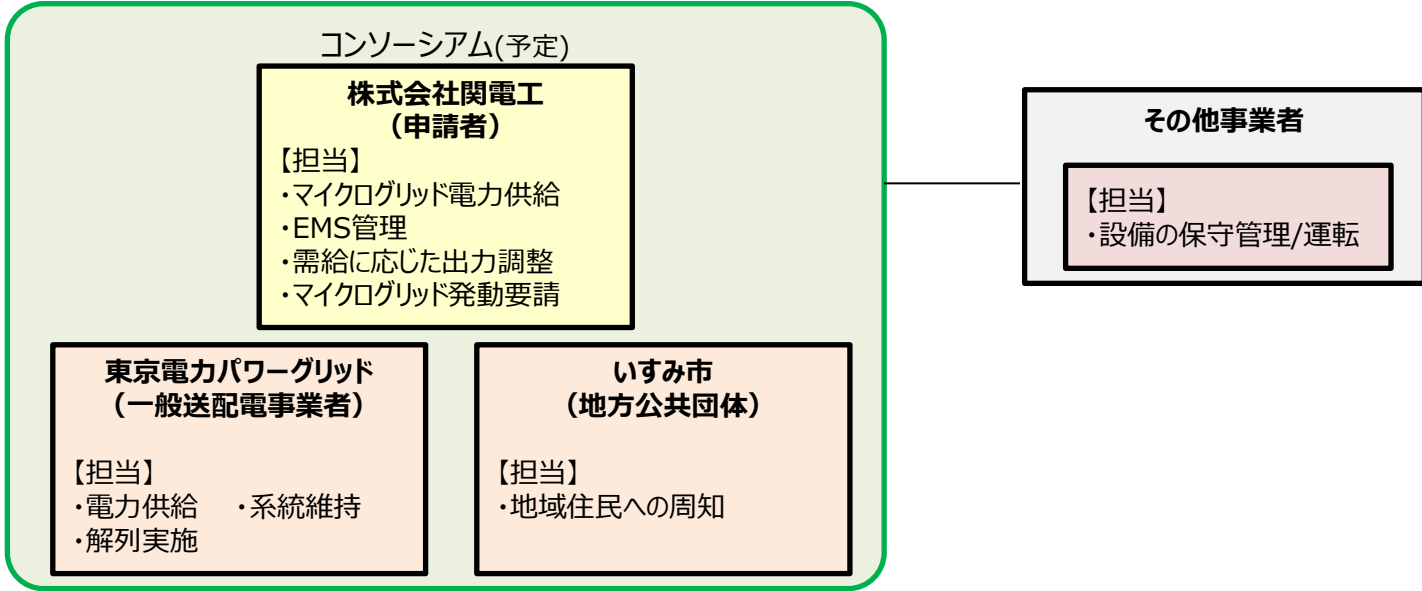 コンソーシアム(予定)
株式会社関電工
（申請者）
【担当】
・マイクログリッド電力供給
・EMS管理
・需給に応じた出力調整
・マイクログリッド発動要請
東京電力パワーグリッド
（一般送配電事業者）
【担当】
・電力供給　・系統維持
・解列実施
いすみ市
（地方公共団体）
【担当】
・地域住民への周知
その他事業者
【担当】
・設備の保守管理/運転